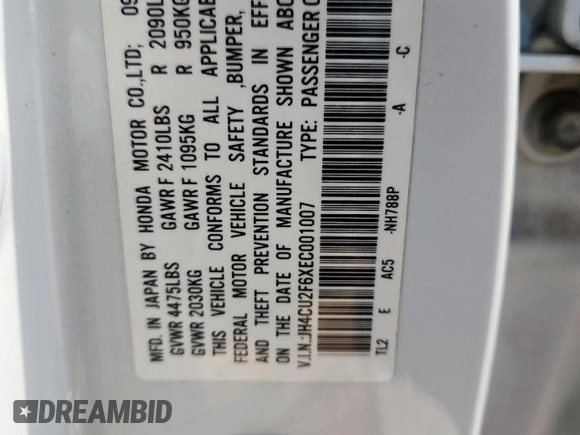 MFD. IN JAPAN BY HONDA MOTOR CO.,LTD; 09
GVWR 4475LBS GAWR F 2410LBS R 2090L
GVWR 2030KG GAWR F 1095KG R 950KG
THIS VEHICLE CONFORMS TO ALL APPLICABL
FEDERAL MOTOR VEHICLE SAFETY ,BUMPER,
AND THEFT PREVENTION STANDARDS IN EFF
ON THE DATE OF MANUFACTURE SHOWN ABO
V.I.N.:JH4CU2F6XEC001007 TYPE: PASSENGER C
TL2 E AC5 -NH788P -A -C
DREAMBID